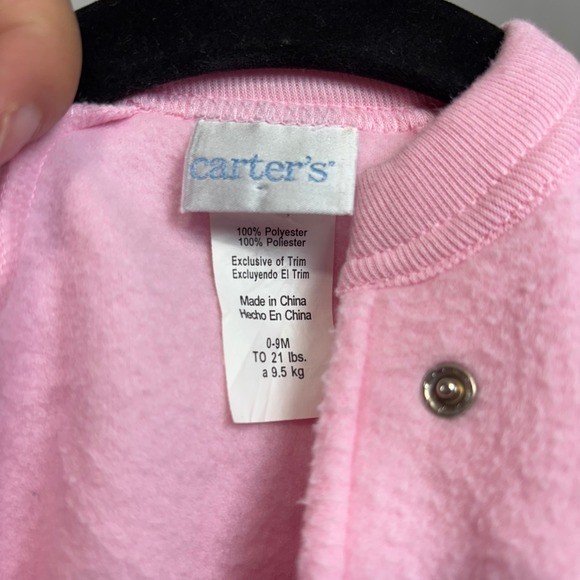 carter's
100% Polyester
100% Poliester
Exclusive of Trim
Excluyendo El Trim
Made in China
Hecho En China
0-9M
TO 21 lbs.
a 9.5 kg